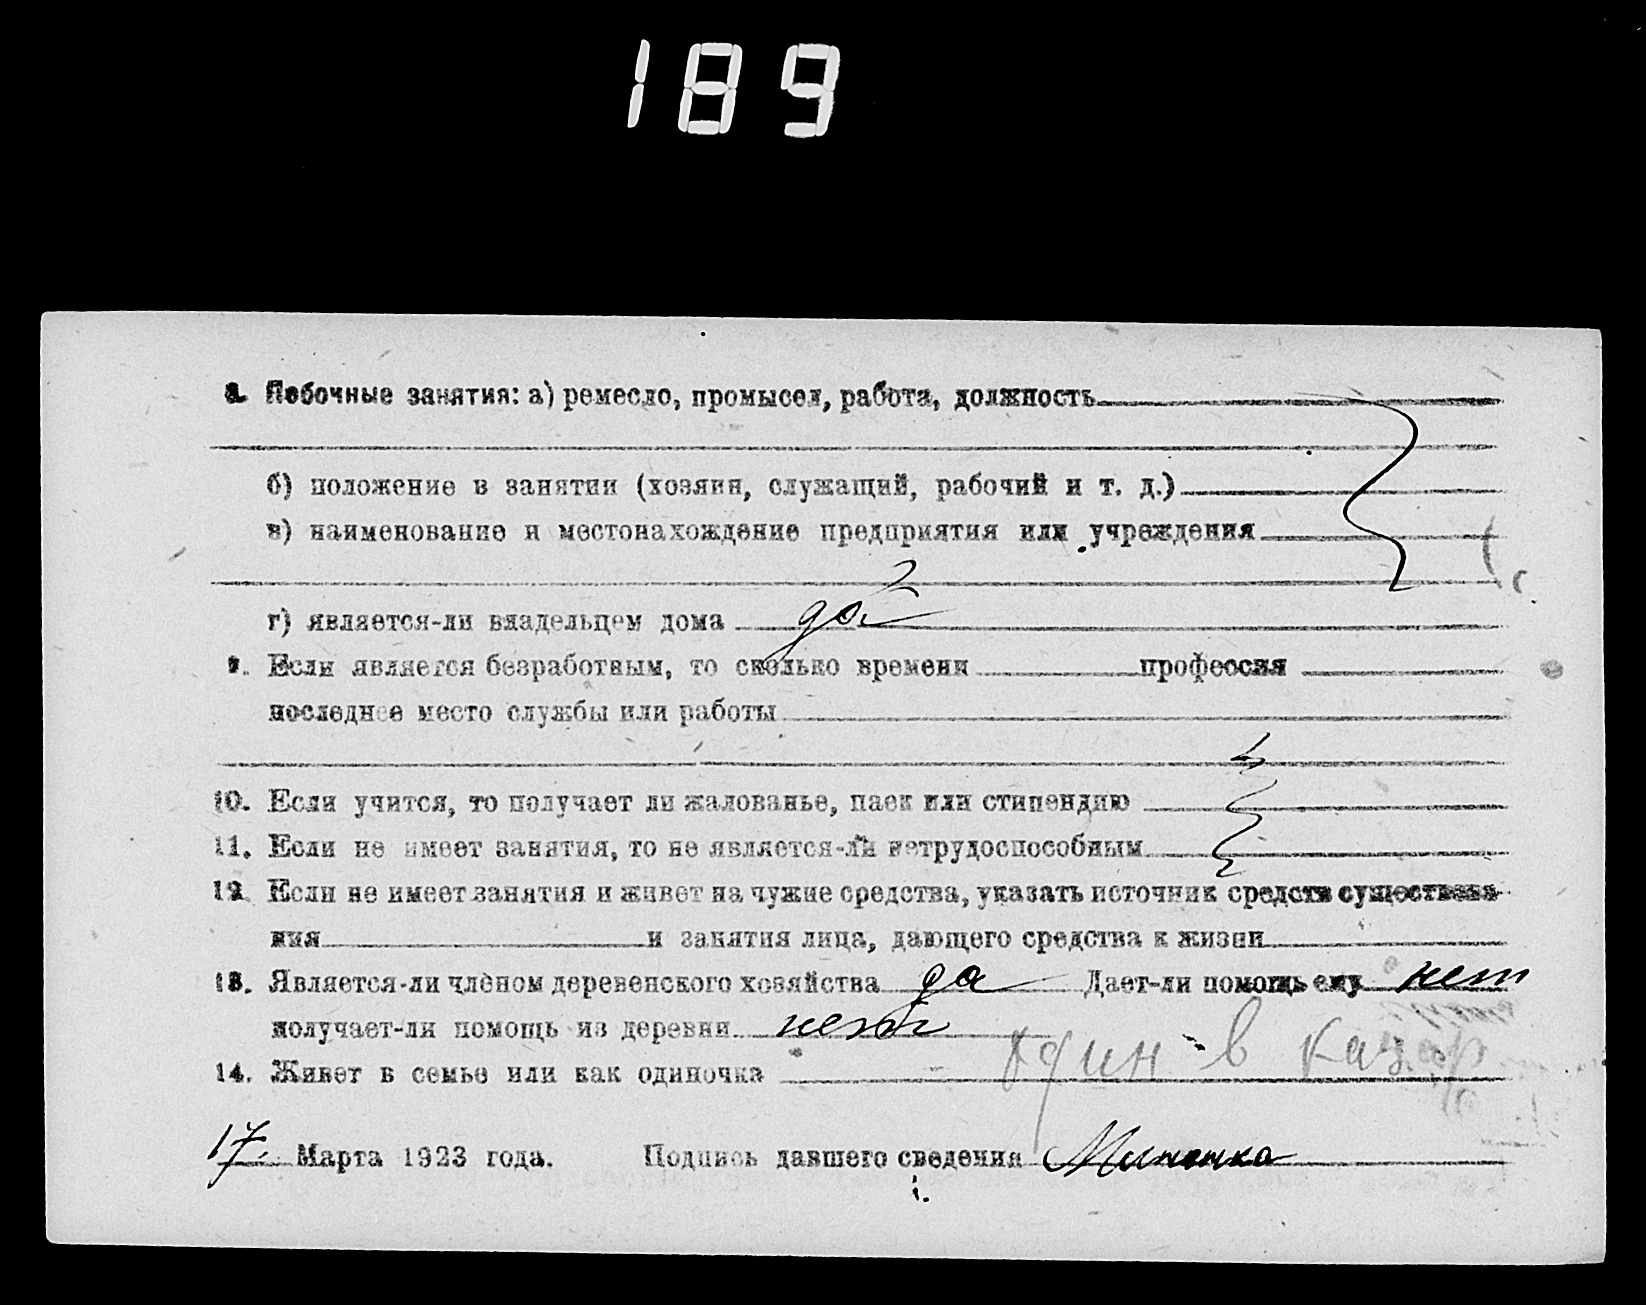 189
8. Побочные занятия: а) ремесло, промысел, работа, должность
б) положение в занятии (хозяин, служащий, рабочий и т. д.)
в) наименование и местонахождение предприятия или учреждения
г) является-ли владельцем дома да
9. Если является безработным, то сколько времени профессия
последнее место службы или работы
10. Если учится, то получает ли жалованье, паек или стипендию
11. Если не имеет занятия, то не является-ли нетрудоспособным
12. Если не имеет занятия и живет на чужие средства, указать источник средств существова-
ния и занятия лица, дающего средства к жизни
13. Является-ли членом деревенского хозяйства да Дает-ли помощь ему нет
получает-ли помощь из деревни нет
14. Живет в семье или как одиночка один в казар
17. Марта 1923 года. Подпись давшего сведения